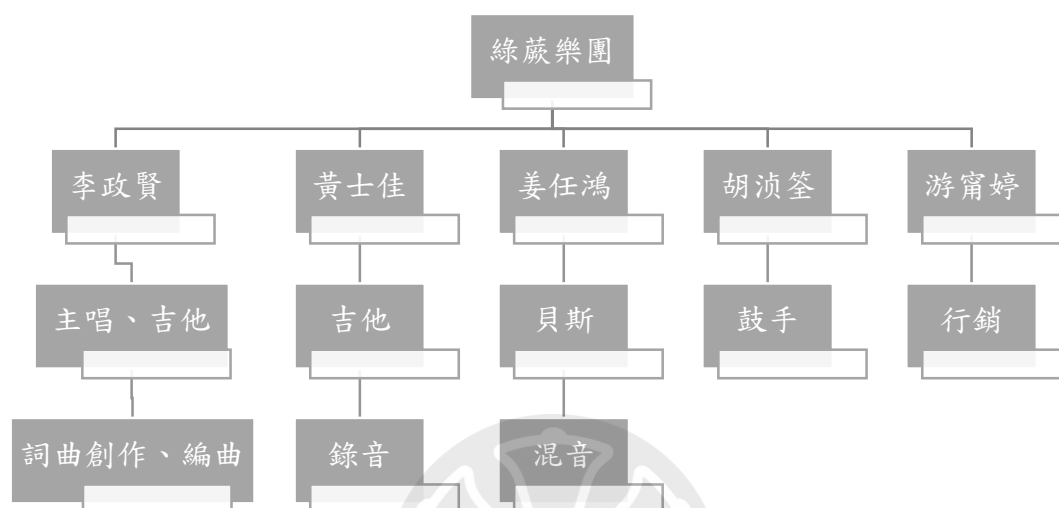 綠蕨樂團
李政賢
黃士佳
姜任鴻
胡浈筌
游甯婷
主唱、吉他
吉他
貝斯
鼓手
行銷
詞曲創作、編曲
錄音
混音